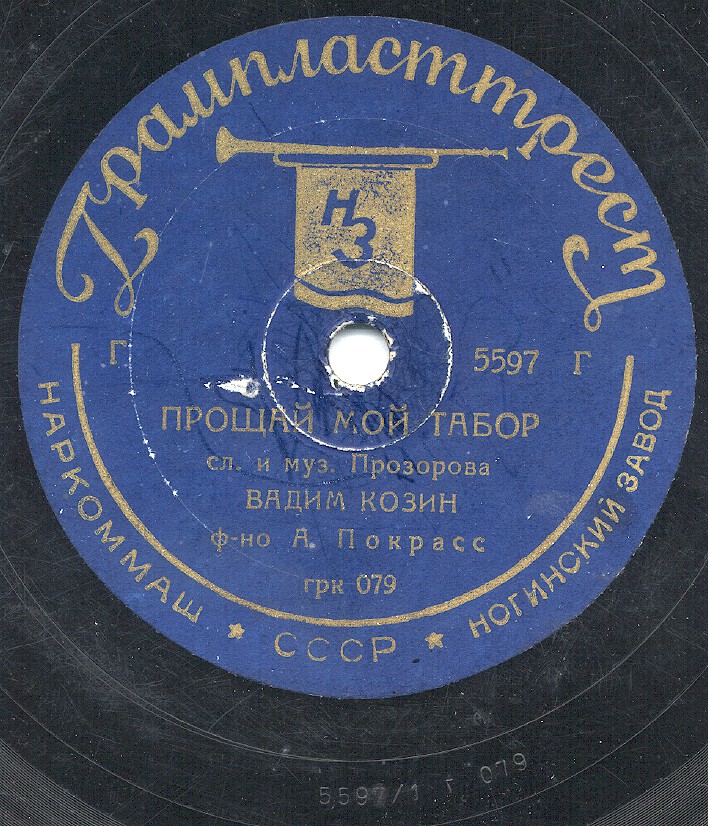 Грампласттрест
НЗ
Г 5597 Г
ПРОЩАЙ МОЙ ТАБОР
сл. и муз. Прозорова
ВАДИМ КОЗИН
ф-но А. Покрасс
грк 079
НАРКОММАШ ★ СССР ★ НОГИНСКИЙ ЗАВОД
5597/1 г 079